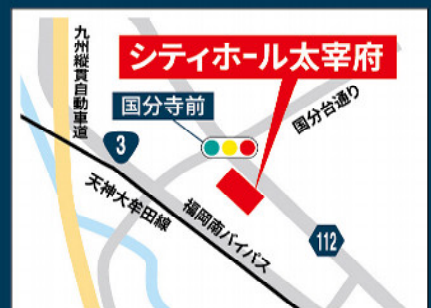 九州縦貫自動車道
シティホール太宰府
国分寺前
国分台通り
3
天神大牟田線
福岡南バイパス
112